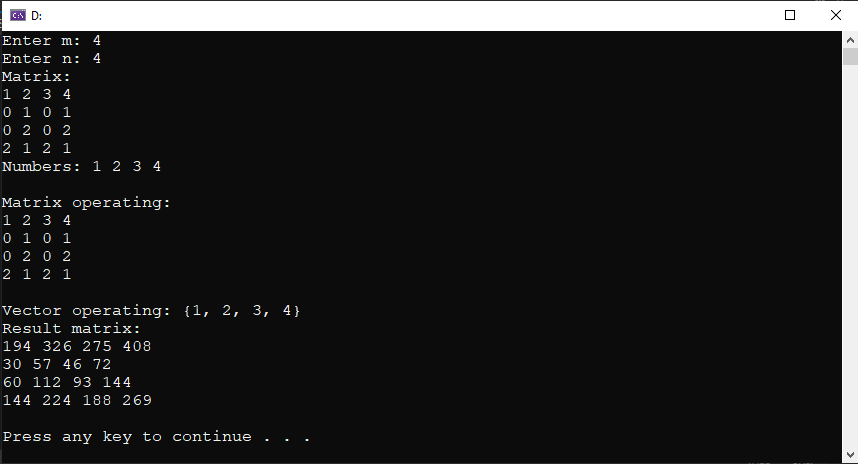 D:
Enter m: 4
Enter n: 4
Matrix:
1 2 3 4
0 1 0 1
0 2 0 2
2 1 2 1
Numbers: 1 2 3 4
Matrix operating:
1 2 3 4
0 1 0 1
0 2 0 2
2 1 2 1
Vector operating: {1, 2, 3, 4}
Result matrix:
194 326 275 408
30 57 46 72
60 112 93 144
144 224 188 269
Press any key to continue . . .